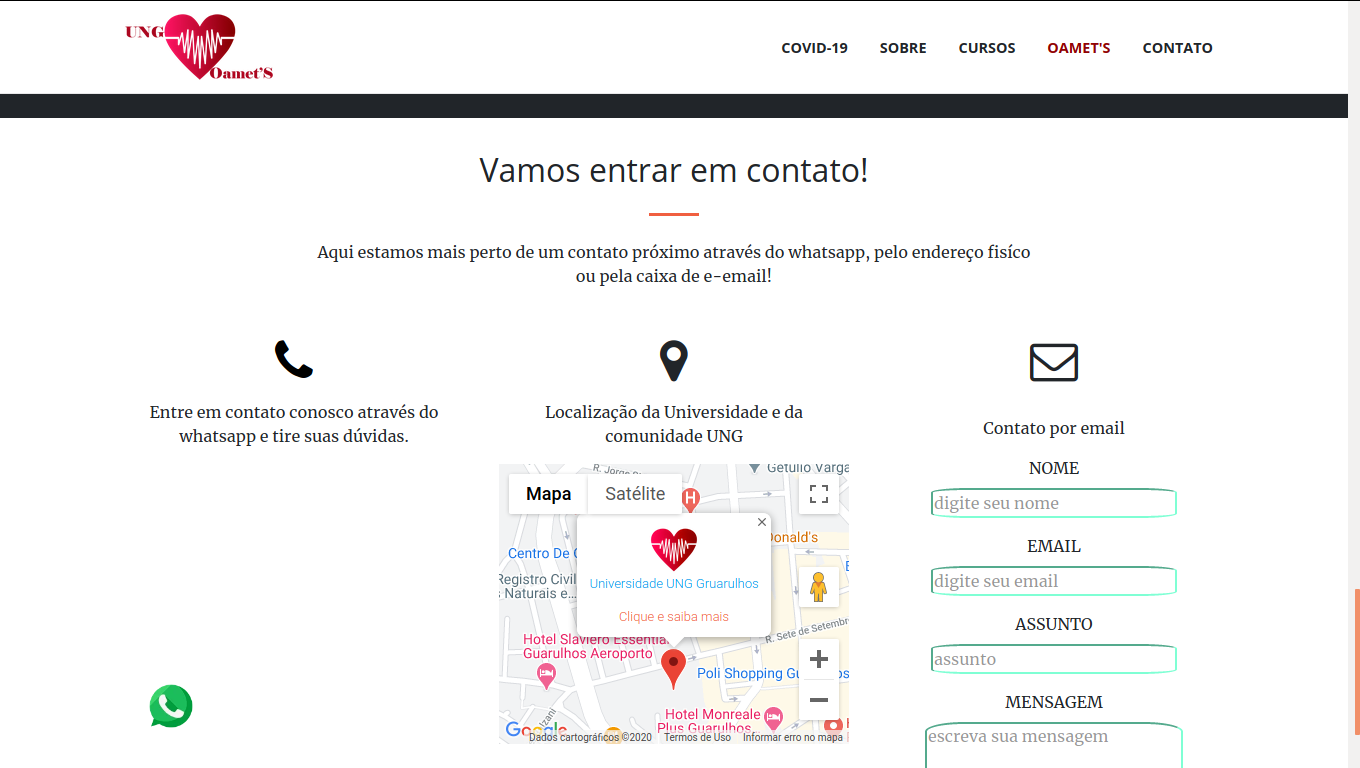 UNG
Oamet'S
COVID-19 SOBRE CURSOS OAMET'S CONTATO
Vamos entrar em contato!
Aqui estamos mais perto de um contato próximo através do whatsapp, pelo endereço fisíco
ou pela caixa de e-email!
Entre em contato conosco através do
whatsapp e tire suas dúvidas.
Localização da Universidade e da
comunidade UNG
R. Jorge
Getúlio Varga
Mapa Satélite
H
Donald's
Centro De
Registro Civil
s Naturais e...
Universidade UNG Gruarulhos
Clique e saiba mais
R. Sete de Setembr
Hotel Slaviero Essential
Guarulhos Aeroporto
Poli Shopping Gu os
Hotel Monreale
Plus Guarulhos
Izani
Google
Dados cartográficos ©2020 Termos de Uso Informar erro no mapa
Contato por email
NOME
digite seu nome
EMAIL
digite seu email
ASSUNTO
assunto
MENSAGEM
escreva sua mensagem